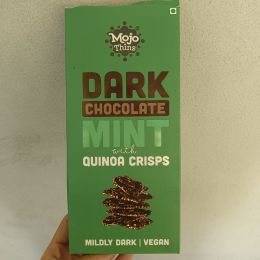 Mojo
Thins
DARK
CHOCOLATE
MINT
with
QUINOA CRISPS
MILDLY DARK | VEGAN